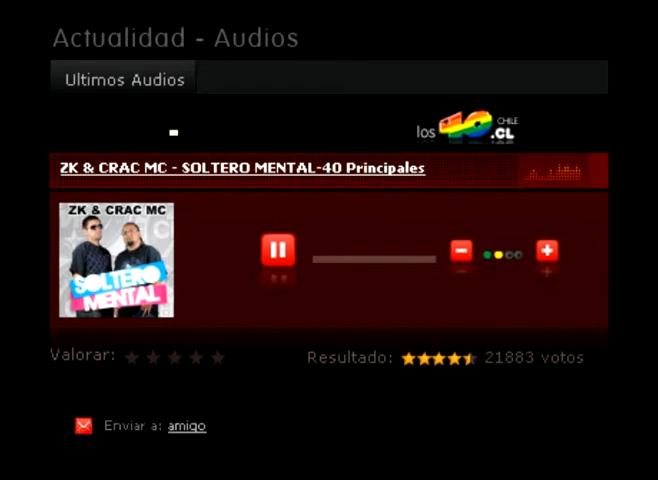 Actualidad - Audios
Ultimos Audios
los 40 CHILE .CL
ZK & CRAC MC - SOLTERO MENTAL-40 Principales
ZK & CRAC MC
SOLTERO
MENTAL
Valorar:
Resultado: 21883 votos
Enviar a: amigo